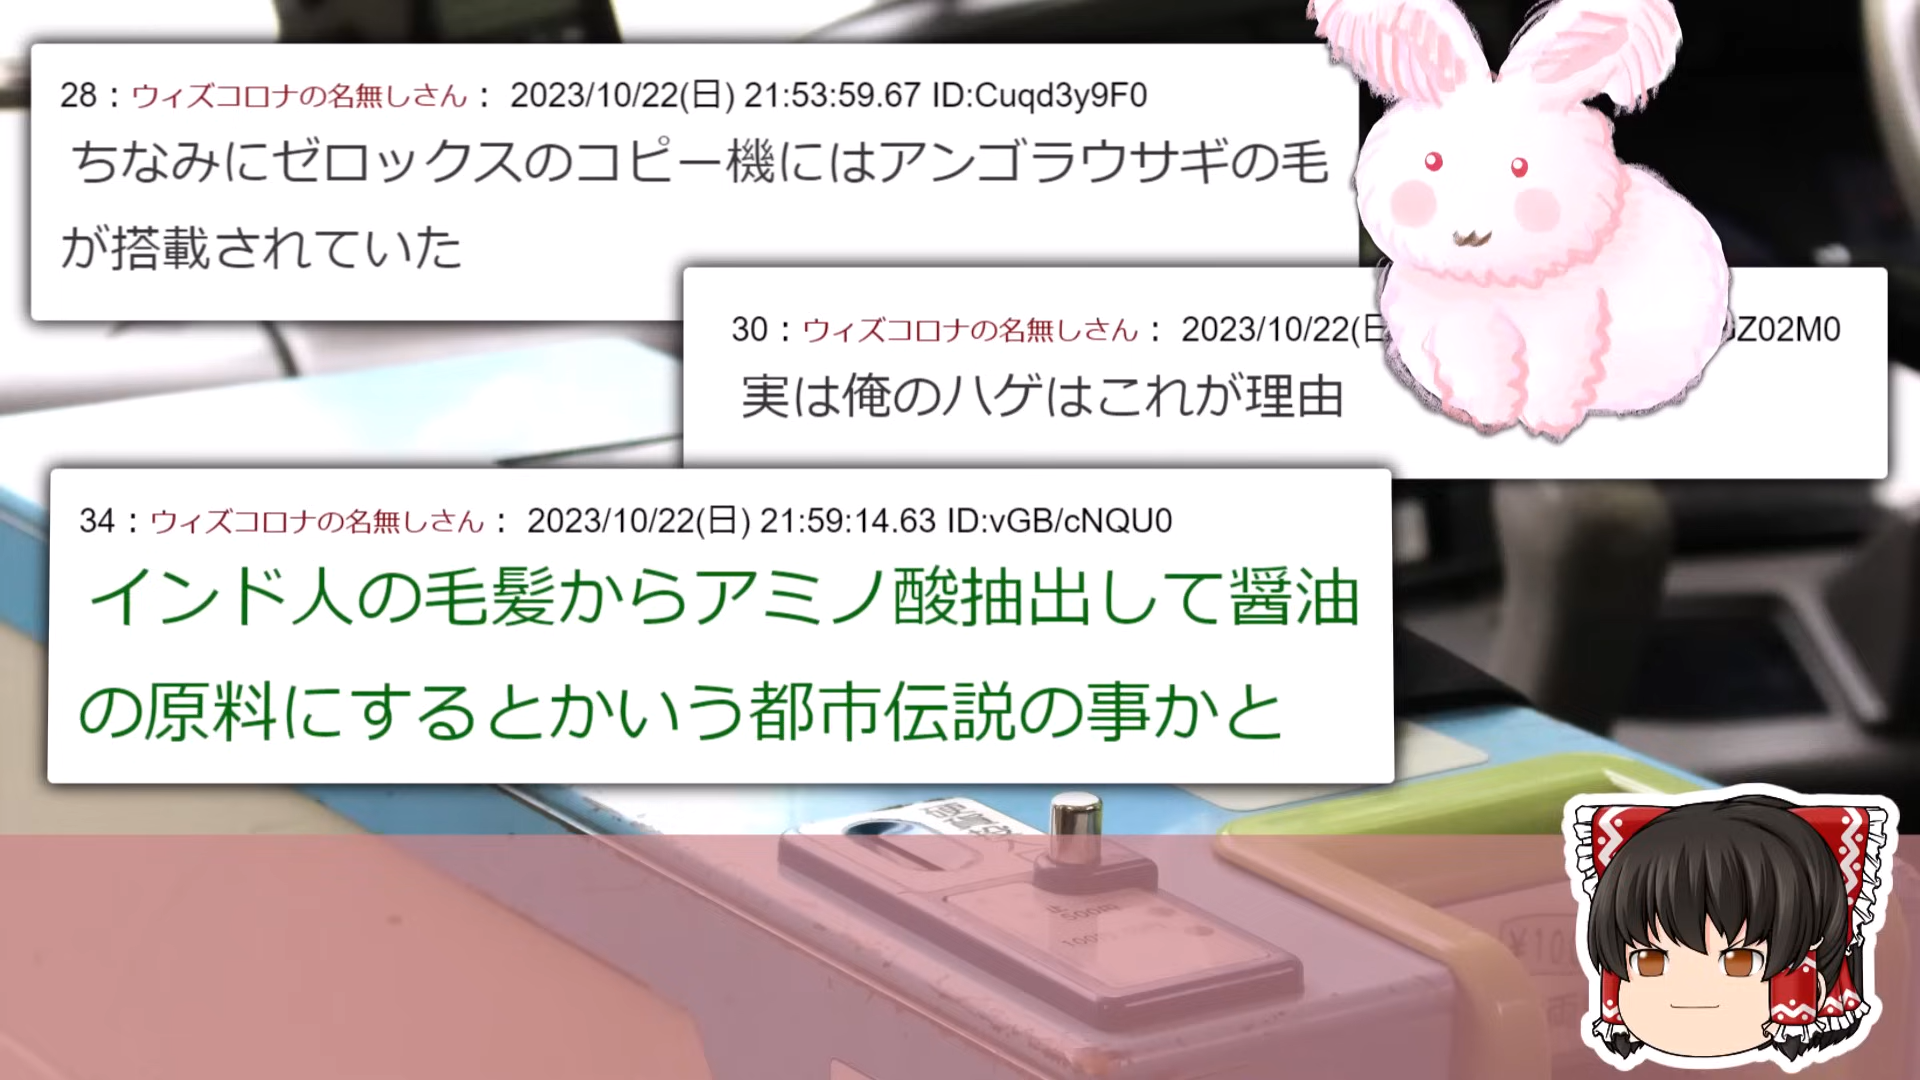 28：ウィズコロナの名無しさん： 2023/10/22(日) 21:53:59.67 ID:Cuqd3y9F0
ちなみにゼロックスのコピー機にはアンゴラウサギの毛
が搭載されていた
30：ウィズコロナの名無しさん： 2023/10/22(日 Z02M0
実は俺のハゲはこれが理由
34：ウィズコロナの名無しさん： 2023/10/22(日) 21:59:14.63 ID:vGB/cNQU0
インド人の毛髪からアミノ酸抽出して醤油
の原料にするとかいう都市伝説の事かと
500円